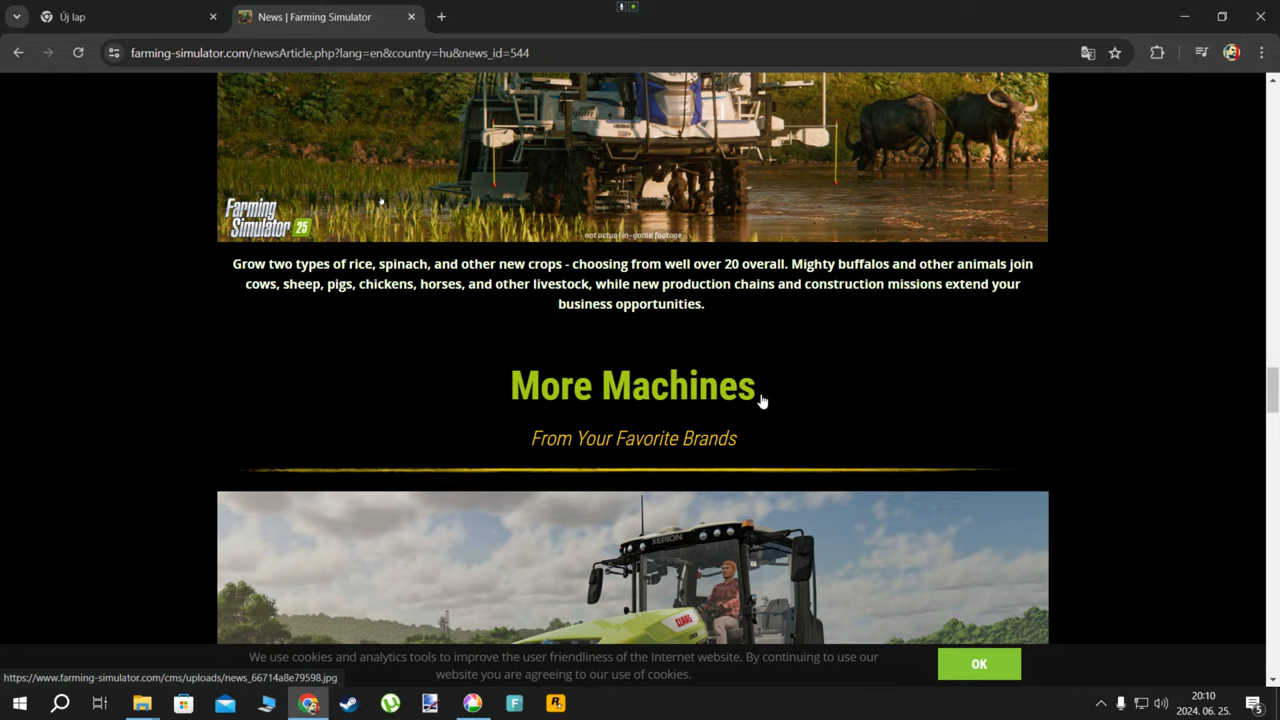 Új lap
News | Farming Simulator
farming-simulator.com/newsArticle.php?lang=en&country=hu&news_id=544
Farming
Simulator 25
not actual in-game footage
Grow two types of rice, spinach, and other new crops - choosing from well over 20 overall. Mighty buffalos and other animals join
cows, sheep, pigs, chickens, horses, and other livestock, while new production chains and construction missions extend your
business opportunities.
More Machines
From Your Favorite Brands
XERION
CLAAS
We use cookies and analytics tools to improve the user friendliness of the Internet website. By continuing to use our
website you are agreeing to our use of cookies.
OK
https://www.farming-simulator.com/cms/uploads/news_66714a8e79598.jpg
20:10
2024. 06. 25.
5